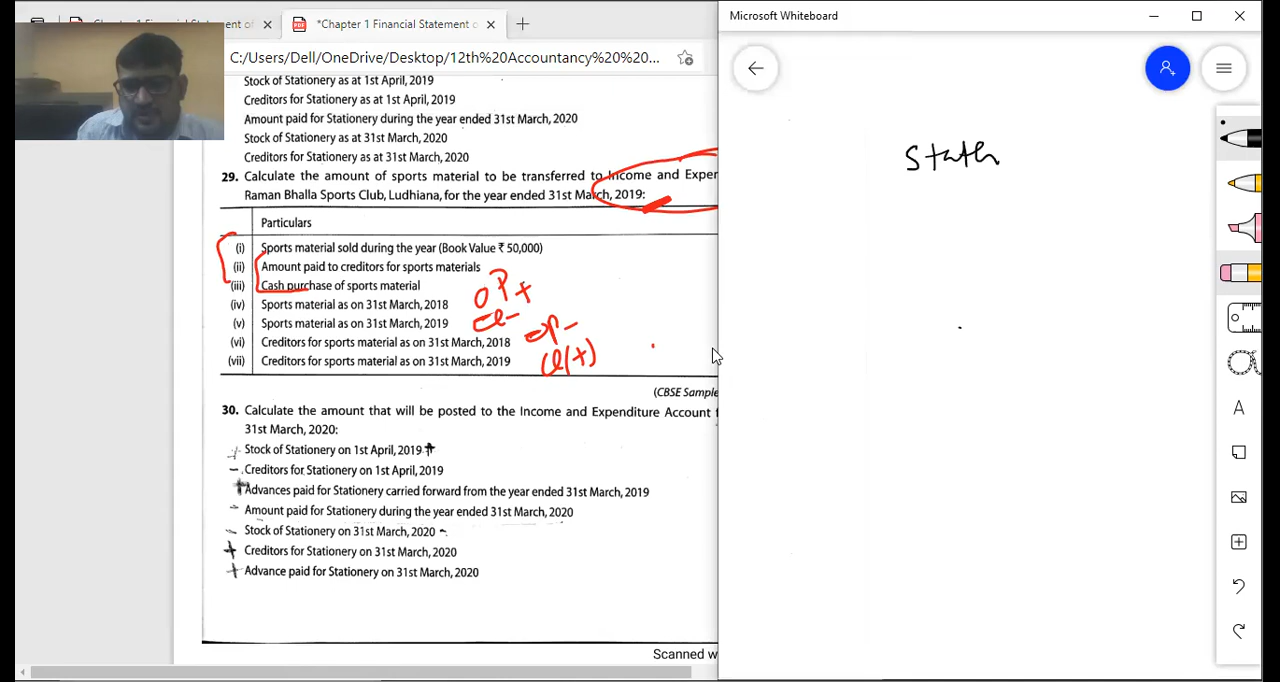 Chapter 1 Financial Statement of
*Chapter 1 Financial Statement o
Microsoft Whiteboard
C:/Users/Dell/OneDrive/Desktop/12th%20Accountancy%20%20...
Stock of Stationery as at 1st April, 2019
Creditors for Stationery as at 1st April, 2019
Amount paid for Stationery during the year ended 31st March, 2020
Stock of Stationery as at 31st March, 2020
Creditors for Stationery as at 31st March, 2020
29. Calculate the amount of sports material to be transferred to Income and Exper
Raman Bhalla Sports Club, Ludhiana, for the year ended 31st March, 2019:
Particulars
(i) Sports material sold during the year (Book Value ₹ 50,000)
(ii) Amount paid to creditors for sports materials
(iii) Cash purchase of sports material
(iv) Sports material as on 31st March, 2018 OP +
(v) Sports material as on 31st March, 2019 Cl -
(vi) Creditors for sports material as on 31st March, 2018 OP -
(vii) Creditors for sports material as on 31st March, 2019 Cl (+)
(CBSE Sample
30. Calculate the amount that will be posted to the Income and Expenditure Account f
31st March, 2020:
Stock of Stationery on 1st April, 2019 +
- Creditors for Stationery on 1st April, 2019
+ Advances paid for Stationery carried forward from the year ended 31st March, 2019
Amount paid for Stationery during the year ended 31st March, 2020
- Stock of Stationery on 31st March, 2020 -
+ Creditors for Stationery on 31st March, 2020
+ Advance paid for Stationery on 31st March, 2020
Scanned w
A